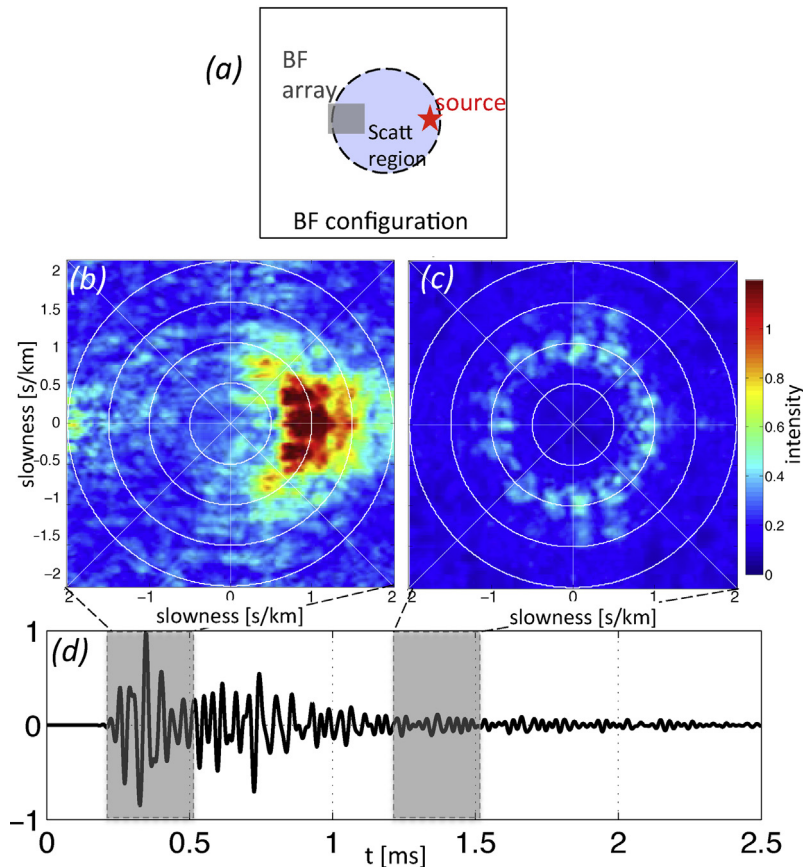 (a)
BF
array
source
Scatt
region
BF configuration
(b)
(c)
2
1.5
1
0.5
0
−0.5
−1
−1.5
−2
slowness [s/km]
2
−1
0
1
2
2
−1
0
1
2
slowness [s/km]
slowness [s/km]
1
0.8
0.6
0.4
0.2
0
intensity
(d)
1
0
−1
0
0.5
1
1.5
2
2.5
t [ms]